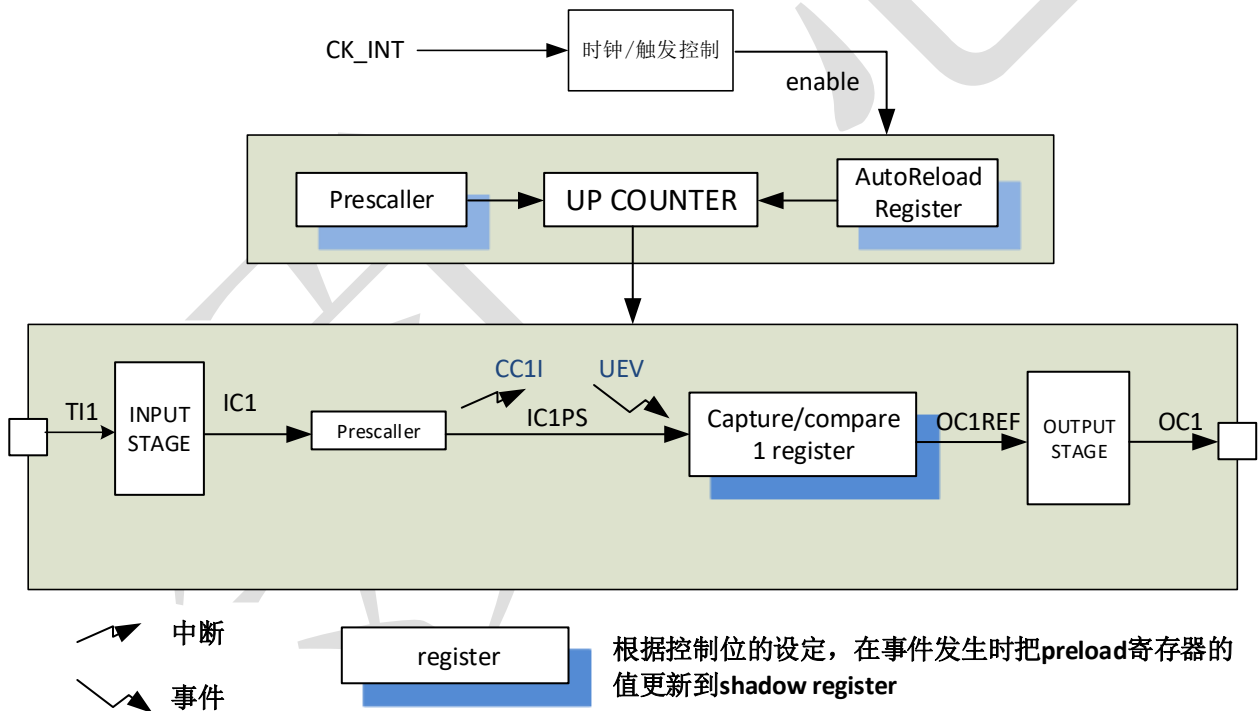 CK_INT
时钟/触发控制
enable
Prescaller
UP COUNTER
AutoReload
Register
CC1I
UEV
TI1
INPUT
STAGE
IC1
Prescaller
IC1PS
Capture/compare
1 register
OC1REF
OUTPUT
STAGE
OC1
中断
事件
register
根据控制位的设定，在事件发生时把preload寄存器的
值更新到shadow register